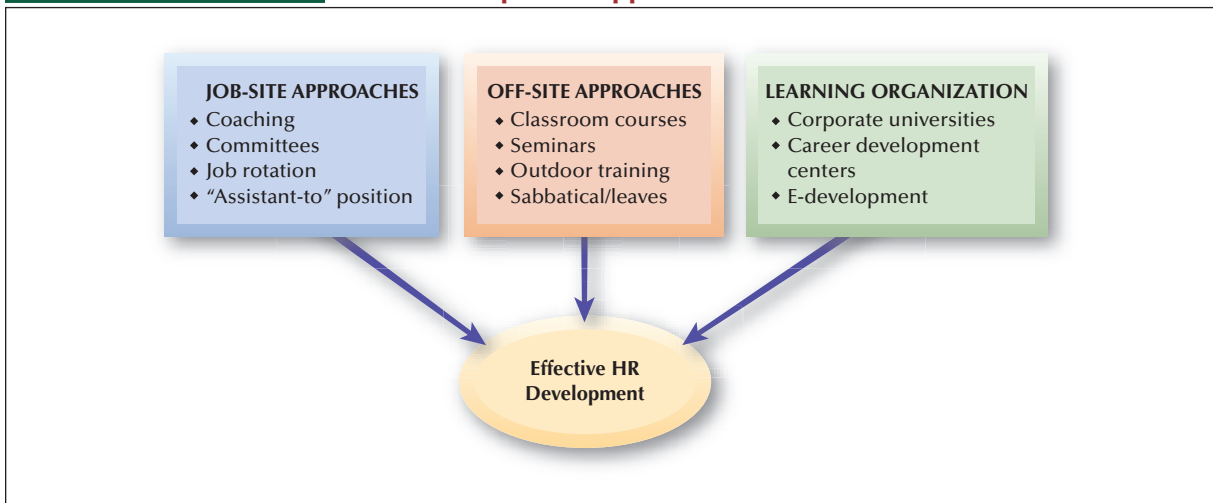 JOB-SITE APPROACHES
◆ Coaching
◆ Committees
◆ Job rotation
◆ “Assistant-to” position
OFF-SITE APPROACHES
◆ Classroom courses
◆ Seminars
◆ Outdoor training
◆ Sabbatical/leaves
LEARNING ORGANIZATION
◆ Corporate universities
◆ Career development
centers
◆ E-development
Effective HR
Development